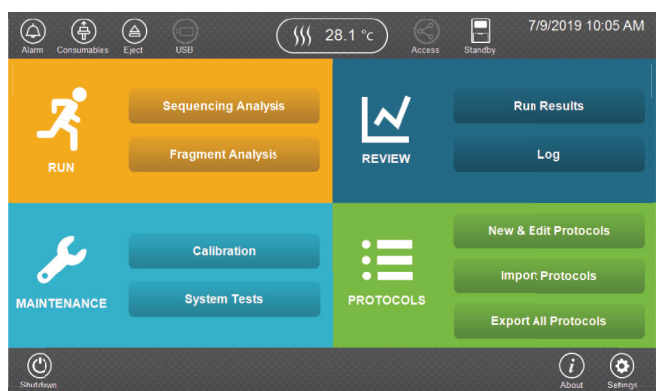 28.1 °c
7/9/2019 10:05 AM
Alarm
Consumables
Eject
USB
Access
Standby
RUN
Sequencing Analysis
Fragment Analysis
REVIEW
Run Results
Log
MAINTENANCE
Calibration
System Tests
PROTOCOLS
New & Edit Protocols
Import Protocols
Export All Protocols
Shutdown
i
About
Settings